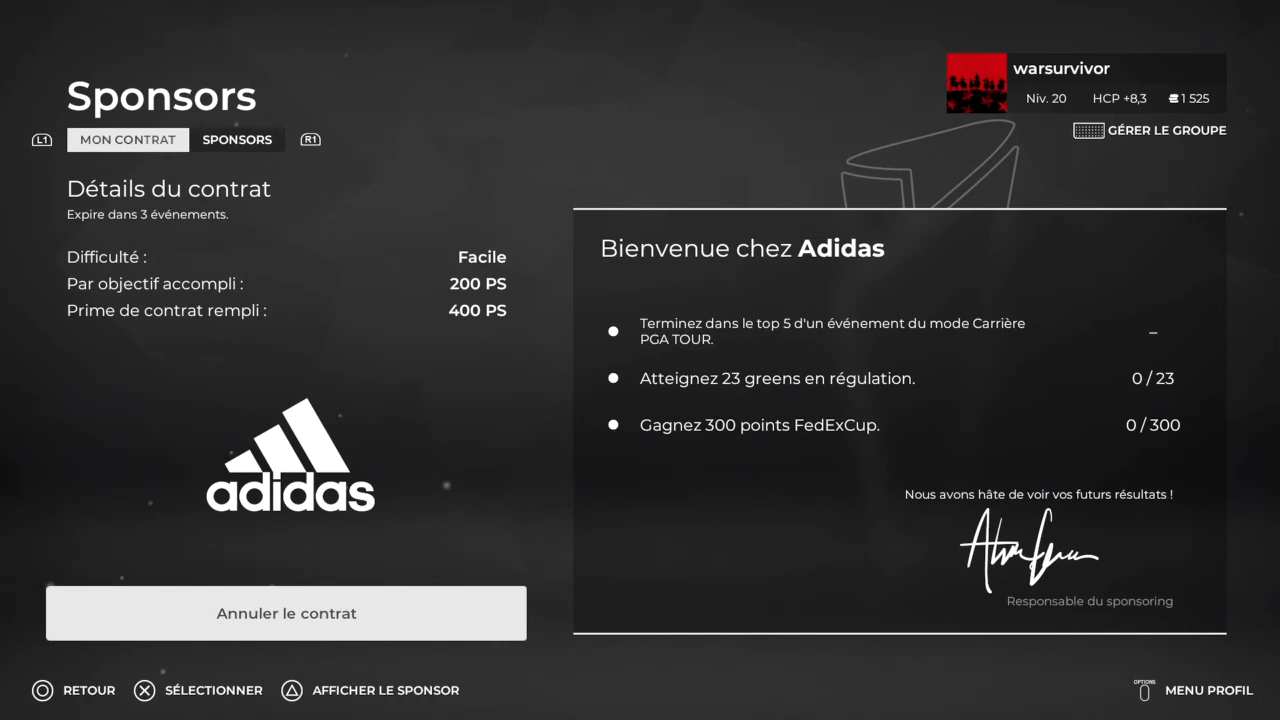 Sponsors
warsurvivor
Niv. 20 HCP +8,3 1 525
L1 MON CONTRAT SPONSORS R1
GÉRER LE GROUPE
Détails du contrat
Expire dans 3 événements.
Difficulté : Facile
Par objectif accompli : 200 PS
Prime de contrat rempli : 400 PS
adidas
Annuler le contrat
Bienvenue chez Adidas
Terminez dans le top 5 d'un événement du mode Carrière
PGA TOUR. –
Atteignez 23 greens en régulation. 0 / 23
Gagnez 300 points FedExCup. 0 / 300
Nous avons hâte de voir vos futurs résultats !
Responsable du sponsoring
RETOUR SÉLECTIONNER AFFICHER LE SPONSOR
OPTIONS
MENU PROFIL